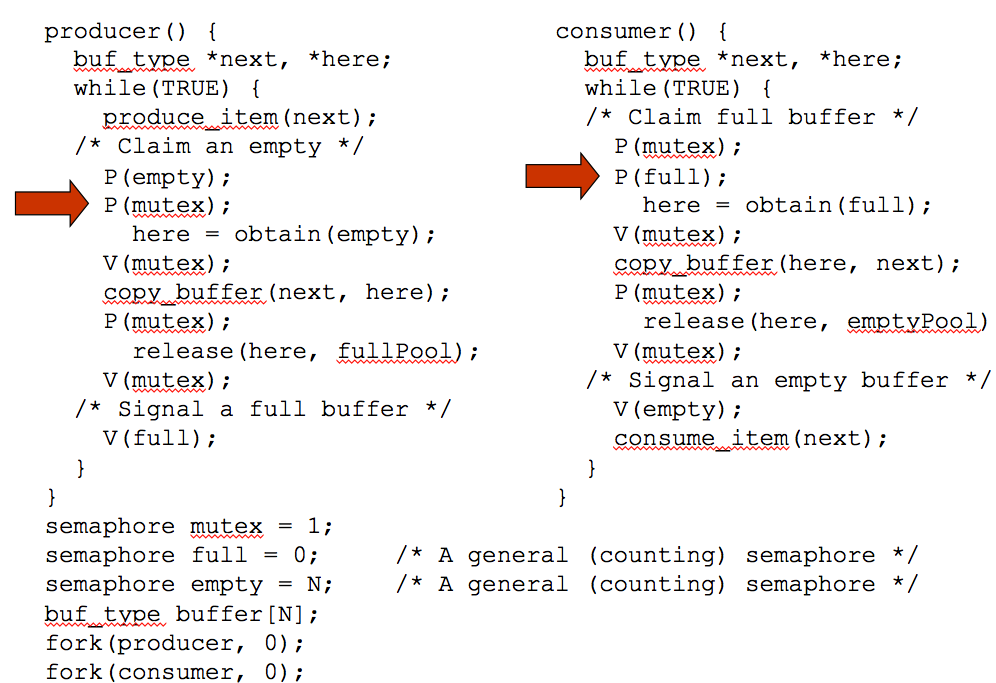 producer() {
  buf_type *next, *here;
  while(TRUE) {
    produce_item(next);
  /* Claim an empty */
    P(empty);
    P(mutex);
      here = obtain(empty);
    V(mutex);
    copy_buffer(next, here);
    P(mutex);
      release(here, fullPool);
    V(mutex);
  /* Signal a full buffer */
    V(full);
  }
}
consumer() {
  buf_type *next, *here;
  while(TRUE) {
  /* Claim full buffer */
    P(mutex);
    P(full);
      here = obtain(full);
    V(mutex);
    copy_buffer(here, next);
    P(mutex);
      release(here, emptyPool)
    V(mutex);
  /* Signal an empty buffer */
    V(empty);
    consume_item(next);
  }
}
semaphore mutex = 1;
semaphore full = 0;     /* A general (counting) semaphore */
semaphore empty = N;    /* A general (counting) semaphore */
buf_type buffer[N];
fork(producer, 0);
fork(consumer, 0);